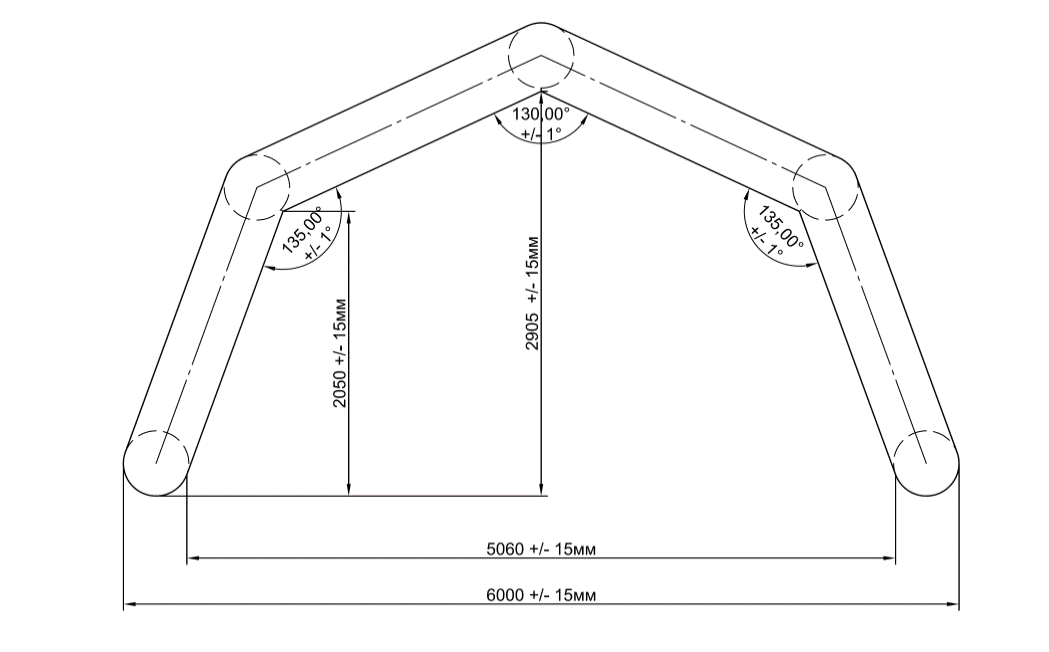 130,00°
+/- 1°
135,00°
+/- 1°
135,00°
+/- 1°
2050 +/- 15мм
2905 +/- 15мм
5060 +/- 15мм
6000 +/- 15мм